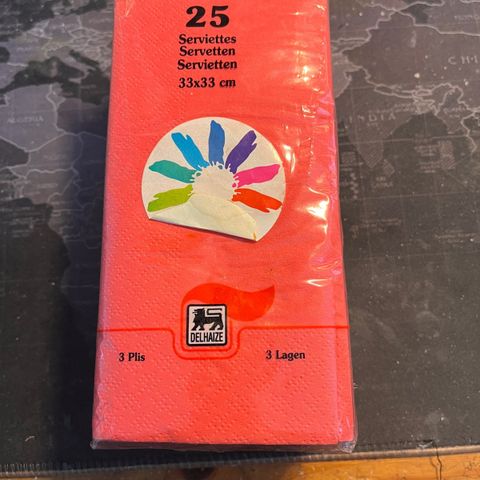 25
Serviettes
Servetten
Servietten
33x33 cm
DELHAIZE
3 Plis
3 Lagen